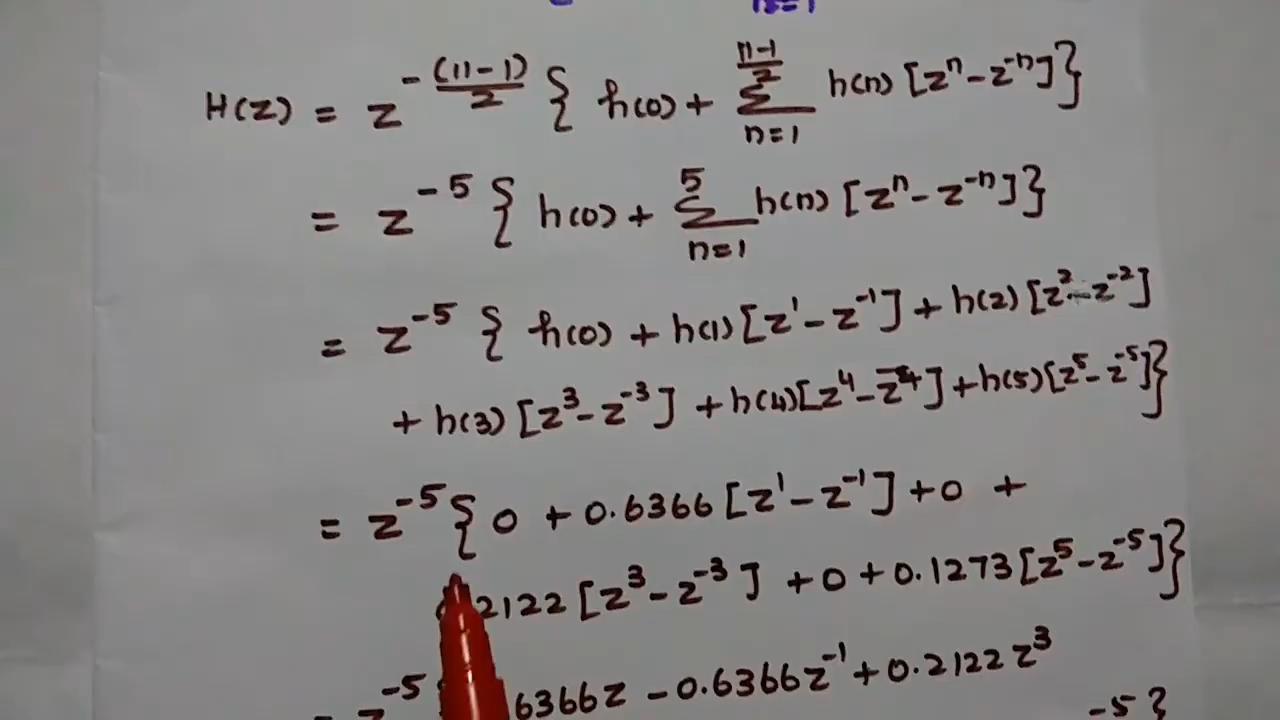 H(z) = z^{-(11-1)/2} { h(0) + Σ_{n=1}^{(11-1)/2} h(n) [z^n - z^{-n}] }
= z^{-5} { h(0) + Σ_{n=1}^{5} h(n) [z^n - z^{-n}] }
= z^{-5} { h(0) + h(1) [z^1 - z^{-1}] + h(2) [z^2 - z^{-2}]
+ h(3) [z^3 - z^{-3}] + h(4) [z^4 - z^{-4}] + h(5) [z^5 - z^{-5}] }
= z^{-5} { 0 + 0.6366 [z^1 - z^{-1}] + 0 +
2122 [z^3 - z^{-3}] + 0 + 0.1273 [z^5 - z^{-5}] }
= z^{-5} 6366z - 0.6366z^{-1} + 0.2122 z^3
-5 }